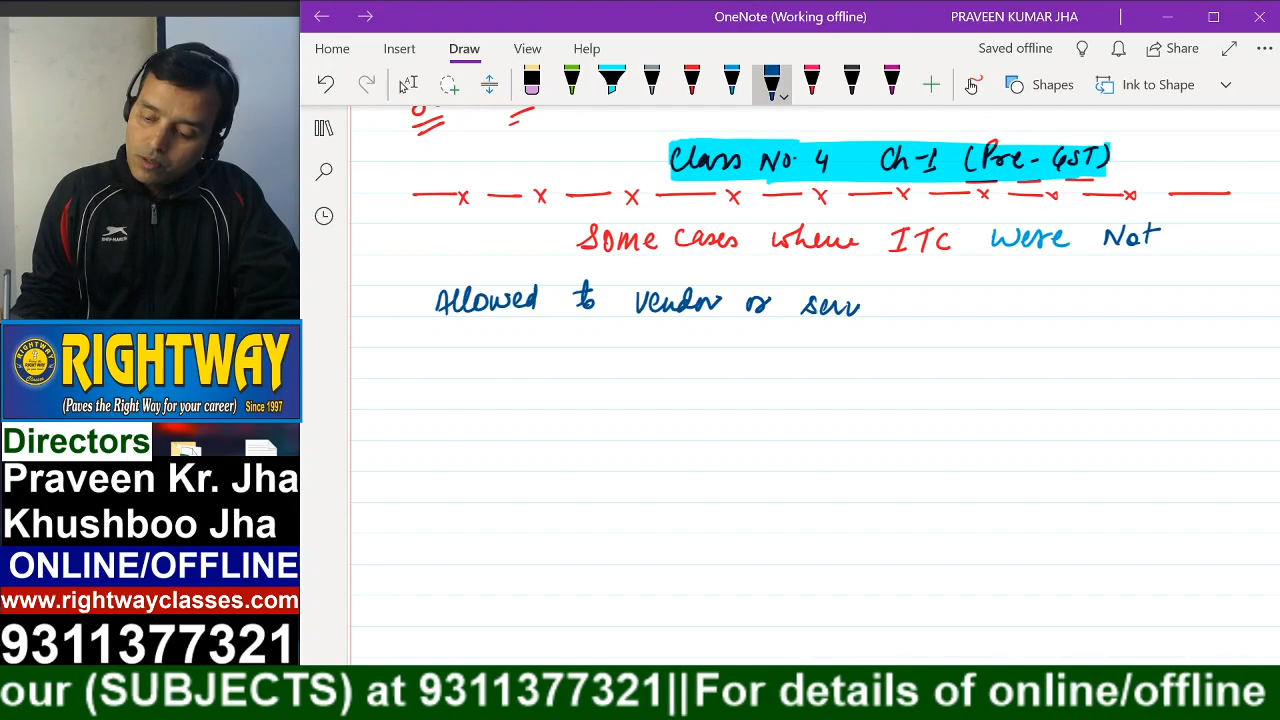 OneNote (Working offline)
PRAVEEN KUMAR JHA
Home Insert Draw View Help
Saved offline
Share
Shapes
Ink to Shape
Class No. 4 Ch-1 (Pre-GST)
Some cases where ITC were Not
Allowed to vendor or serv
RIGHTWAY
(Paves the Right Way for your career) Since 1997
Directors
Praveen Kr. Jha
Khushboo Jha
ONLINE/OFFLINE
www.rightwayclasses.com
9311377321
our (SUBJECTS) at 9311377321||For details of online/offline